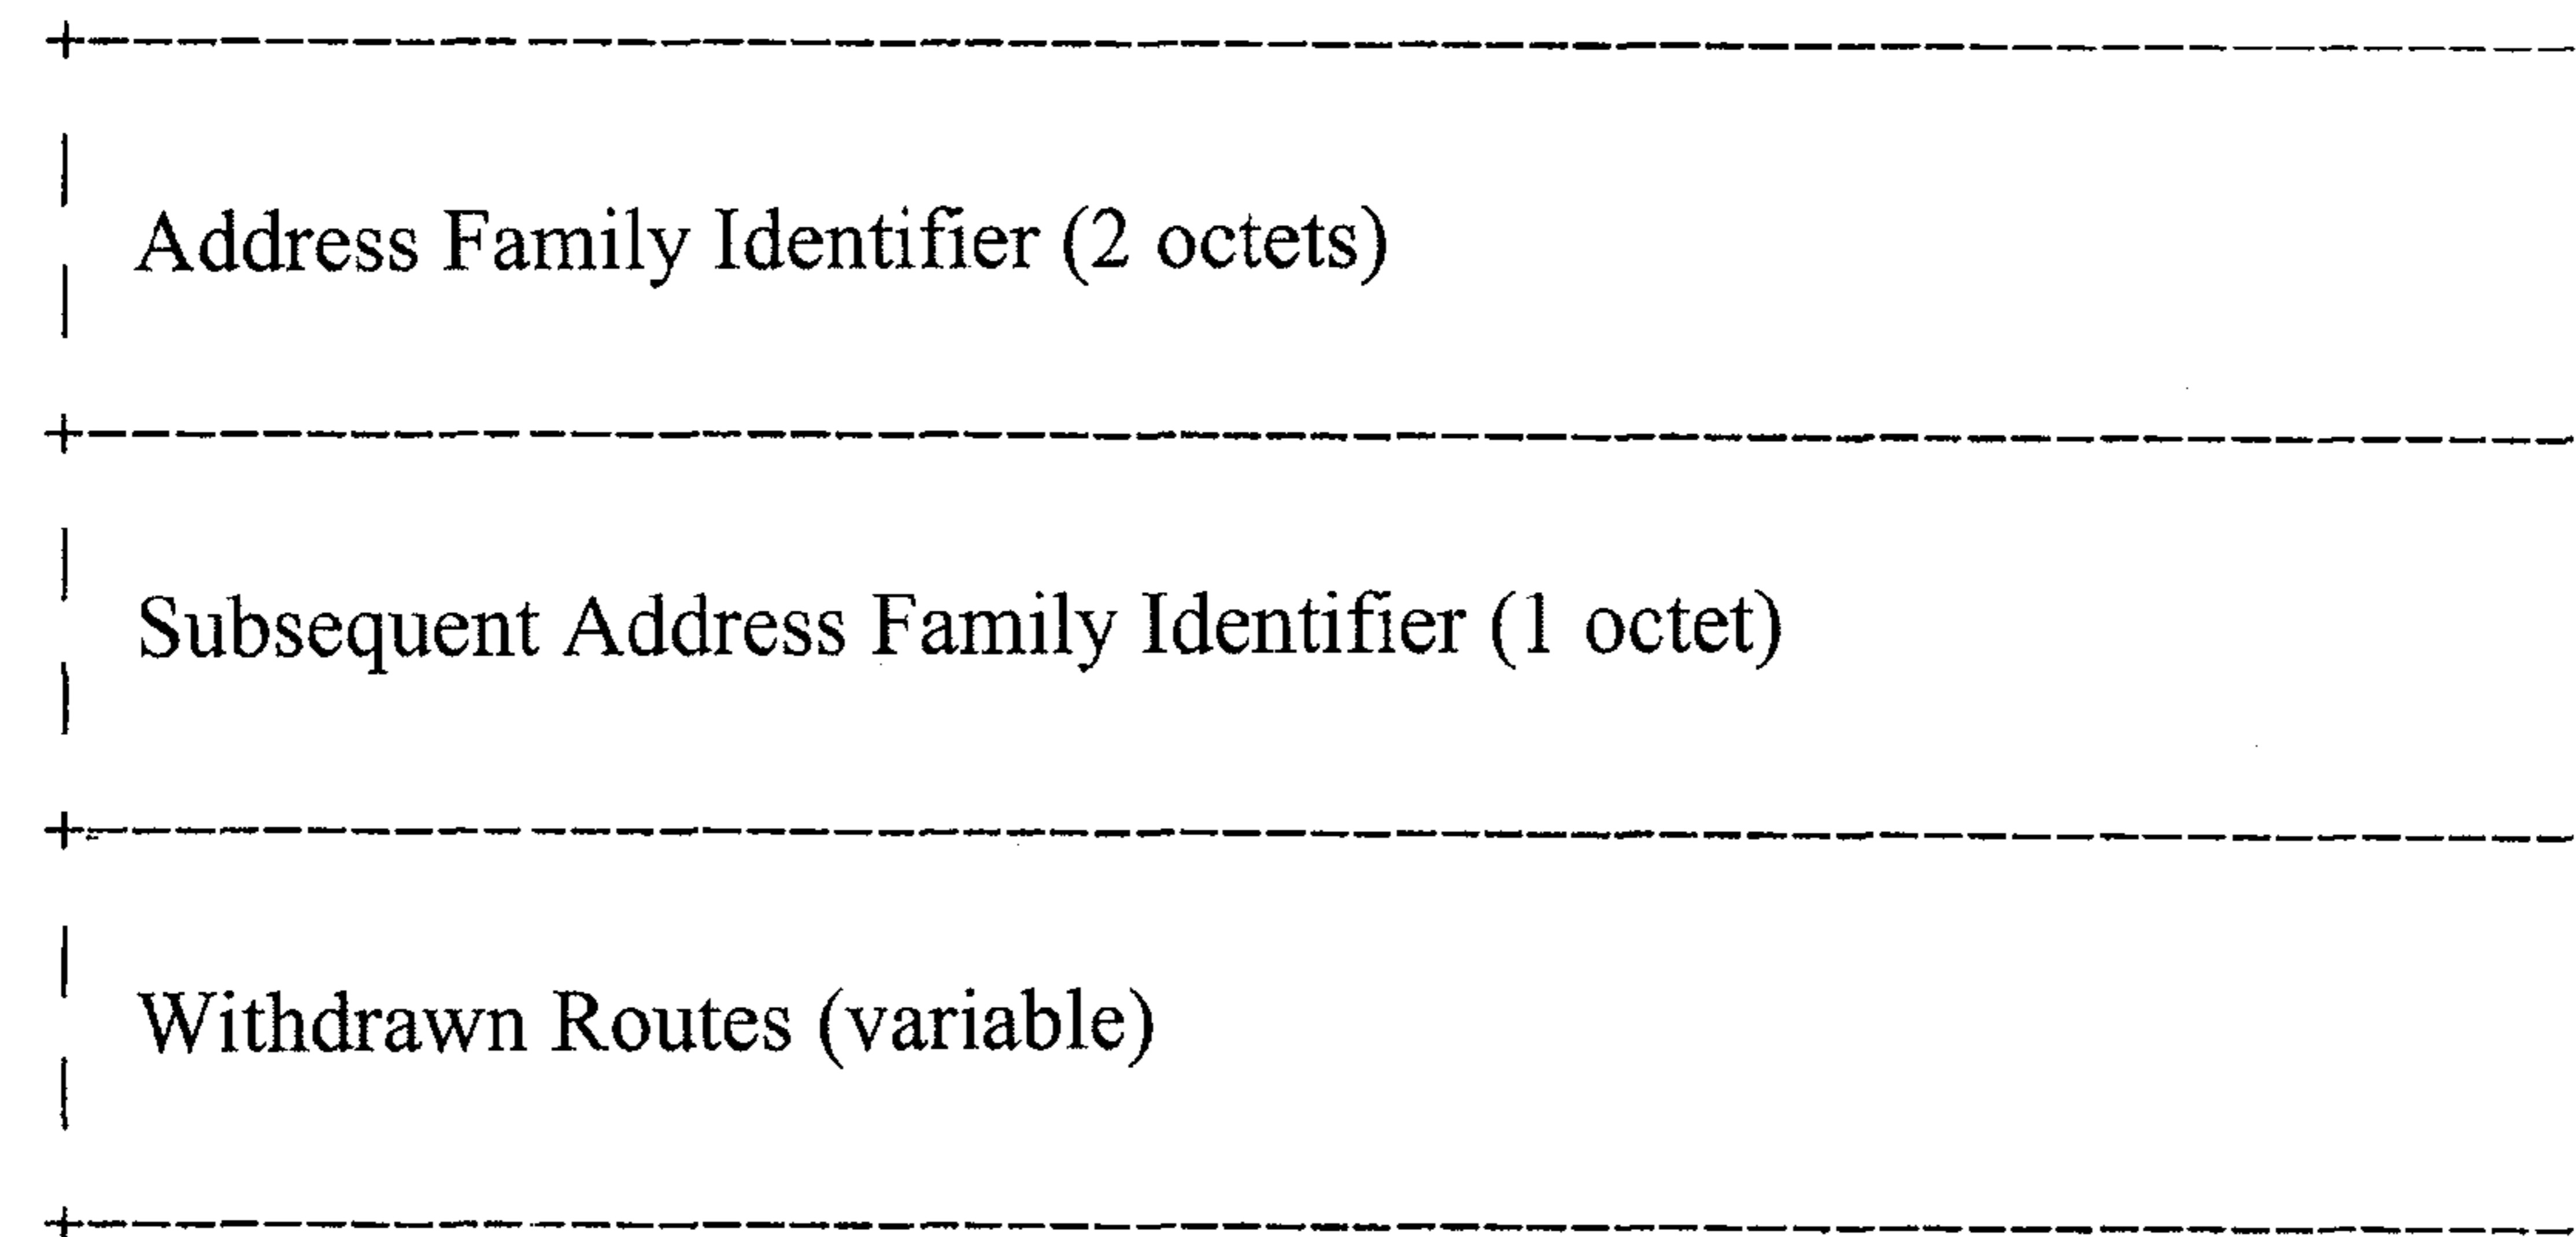 Address Family Identifier (2 octets)
Subsequent Address Family Identifier (1 octet)
Withdrawn Routes (variable)